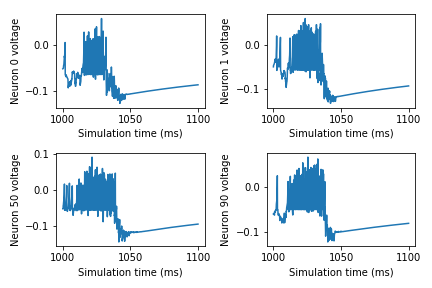 Neuron 0 voltage
0.0
−0.1
1000 1050 1100
Simulation time (ms)
Neuron 1 voltage
0.0
−0.1
1000 1050 1100
Simulation time (ms)
Neuron 50 voltage
0.1
0.0
−0.1
1000 1050 1100
Simulation time (ms)
Neuron 90 voltage
0.0
−0.1
1000 1050 1100
Simulation time (ms)